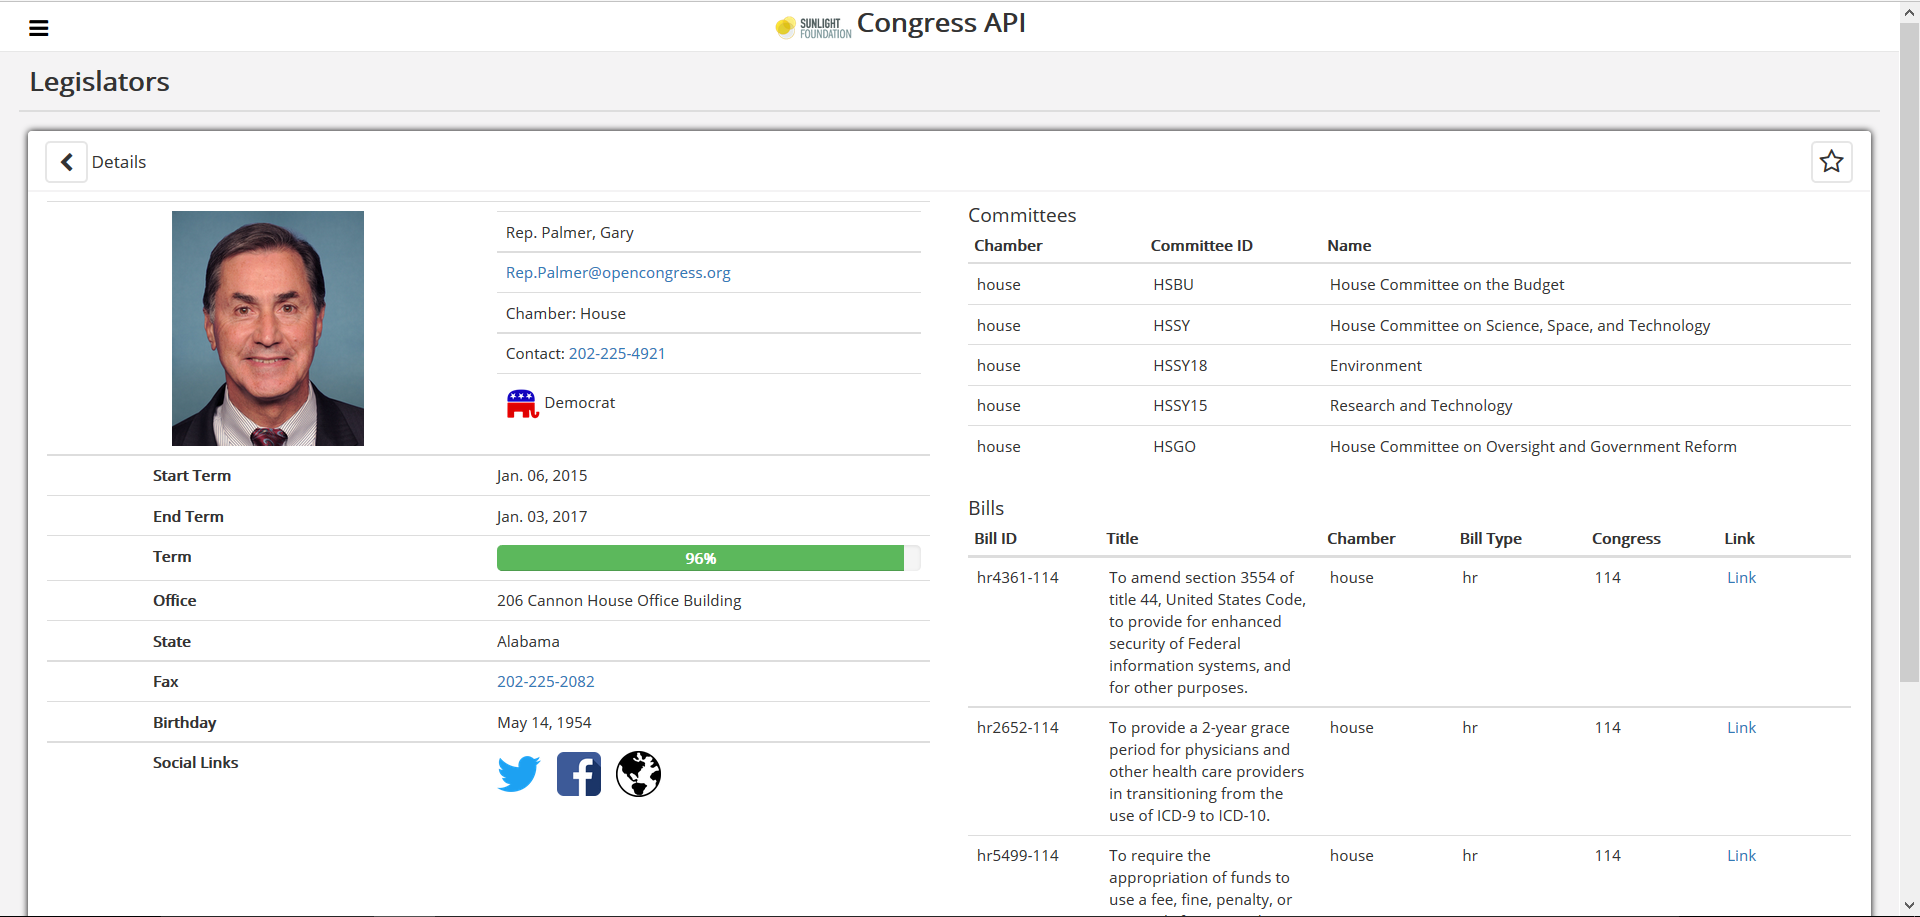 SUNLIGHT
FOUNDATION
Congress API
Legislators
Details
Rep. Palmer, Gary
Rep.Palmer@opencongress.org
Chamber: House
Contact: 202-225-4921
Democrat
Start Term Jan. 06, 2015
End Term Jan. 03, 2017
Term 96%
Office 206 Cannon House Office Building
State Alabama
Fax 202-225-2082
Birthday May 14, 1954
Social Links
Committees
Chamber Committee ID Name
house HSBU House Committee on the Budget
house HSSY House Committee on Science, Space, and Technology
house HSSY18 Environment
house HSSY15 Research and Technology
house HSGO House Committee on Oversight and Government Reform
Bills
Bill ID Title Chamber Bill Type Congress Link
hr4361-114 To amend section 3554 of house hr 114 Link
title 44, United States Code,
to provide for enhanced
security of Federal
information systems, and
for other purposes.
hr2652-114 To provide a 2-year grace house hr 114 Link
period for physicians and
other health care providers
in transitioning from the
use of ICD-9 to ICD-10.
hr5499-114 To require the house hr 114 Link
appropriation of funds to
use a fee, fine, penalty, or